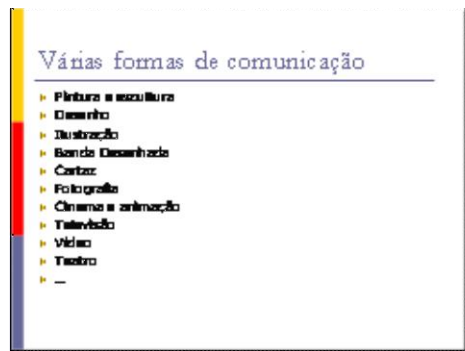 Várias formas de comunicação
Pintura e escultura
Desenho
Ilustração
Banda Desenhada
Cartaz
Fotografia
Cinema e animação
Televisão
Vídeo
Teatro
...